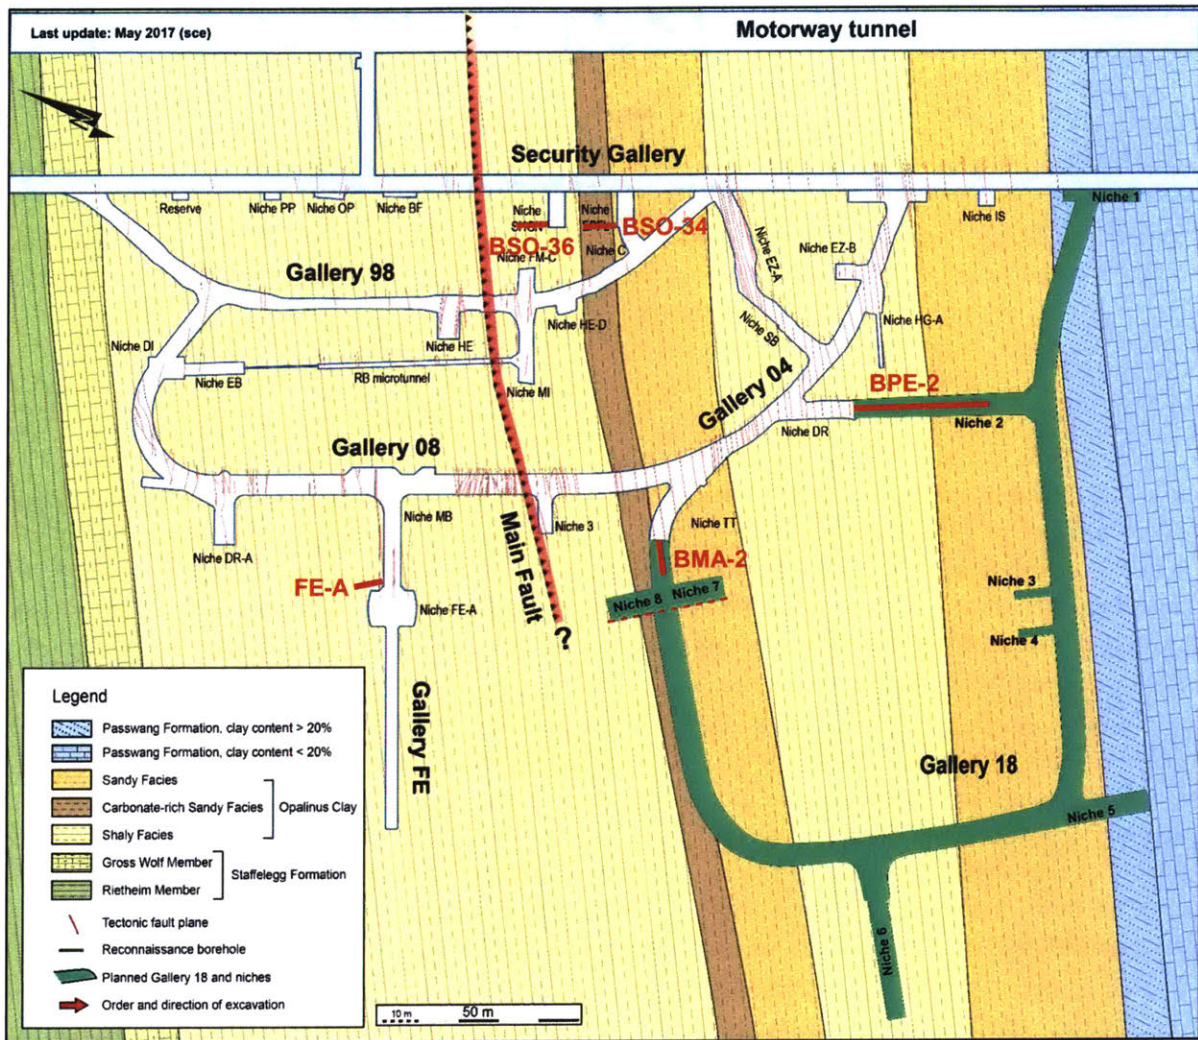 Last update: May 2017 (sce)
Motorway tunnel
N
Security Gallery
Reserve
Niche PP
Niche OP
Niche BF
Niche
Niche
Niche 1
Niche IS
BSO-36
BSO-34
Niche FM-C
Niche C
Niche EZ-A
Niche EZ-B
Gallery 98
Niche DI
Niche HE
Niche HE-D
Niche SB
Niche HG-A
Niche EB
RB microtunnel
Niche MI
Gallery 04
BPE-2
Niche 2
Niche DR
Gallery 08
Niche MB
Niche 3
Niche TT
Niche DR-A
Main Fault
?
FE-A
BMA-2
Niche FE-A
Niche 8
Niche 7
Niche 3
Niche 4
Gallery FE
Gallery 18
Niche 5
Niche 6
Legend
Passwang Formation, clay content > 20%
Passwang Formation, clay content < 20%
Sandy Facies
Carbonate-rich Sandy Facies
Opalinus Clay
Shaly Facies
Gross Wolf Member
Staffelegg Formation
Rietheim Member
Tectonic fault plane
Reconnaissance borehole
Planned Gallery 18 and niches
Order and direction of excavation
10 m
50 m